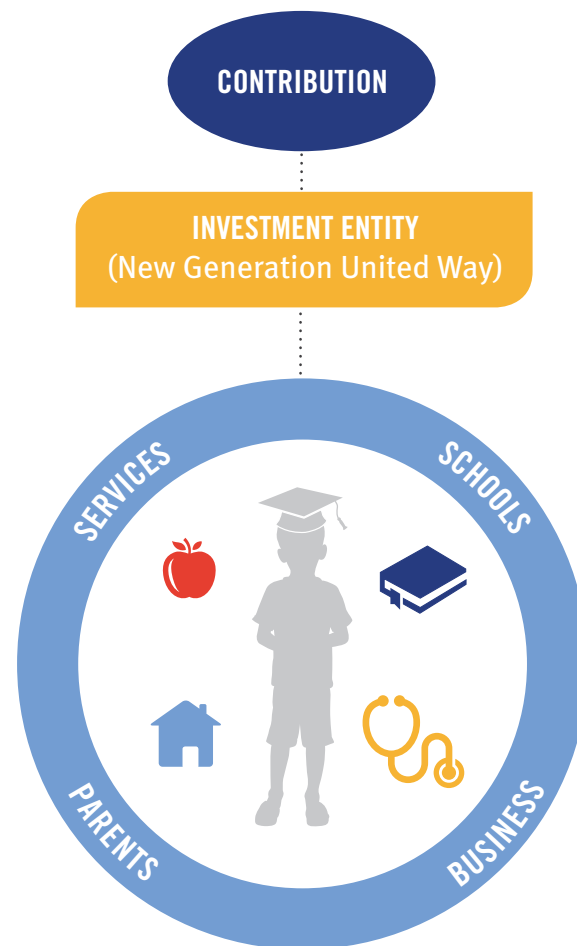 CONTRIBUTION
INVESTMENT ENTITY
(New Generation United Way)
SERVICES
SCHOOLS
PARENTS
BUSINESS